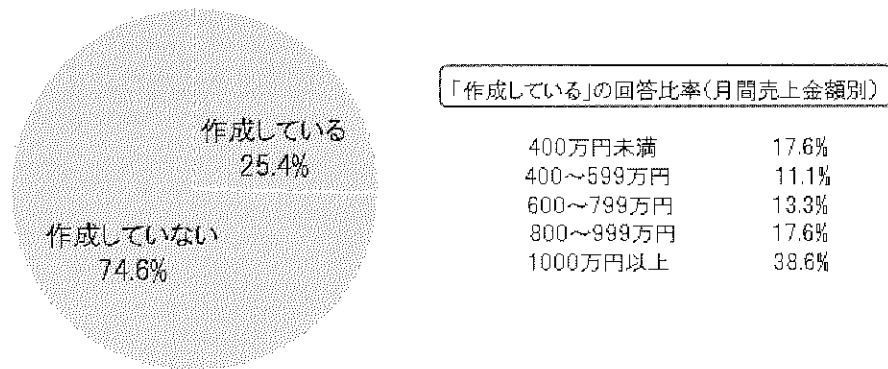 作成している
25.4%
作成していない
74.6%
「作成している」の回答比率(月間売上金額別)
400万円未満 17.6%
400～599万円 11.1%
600～799万円 13.3%
800～999万円 17.6%
1000万円以上 38.6%